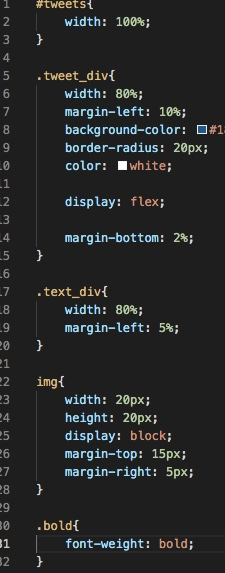 1 #tweets{
2 width: 100%;
3 }
4
5 .tweet_div{
6 width: 80%;
7 margin-left: 10%;
8 background-color: #1
9 border-radius: 20px;
10 color: white;
11
12 display: flex;
13
14 margin-bottom: 2%;
15 }
16
17 .text_div{
18 width: 80%;
19 margin-left: 5%;
20 }
21
22 img{
23 width: 20px;
24 height: 20px;
25 display: block;
26 margin-top: 15px;
27 margin-right: 5px;
28 }
29
30 .bold{
31 font-weight: bold;
32 }